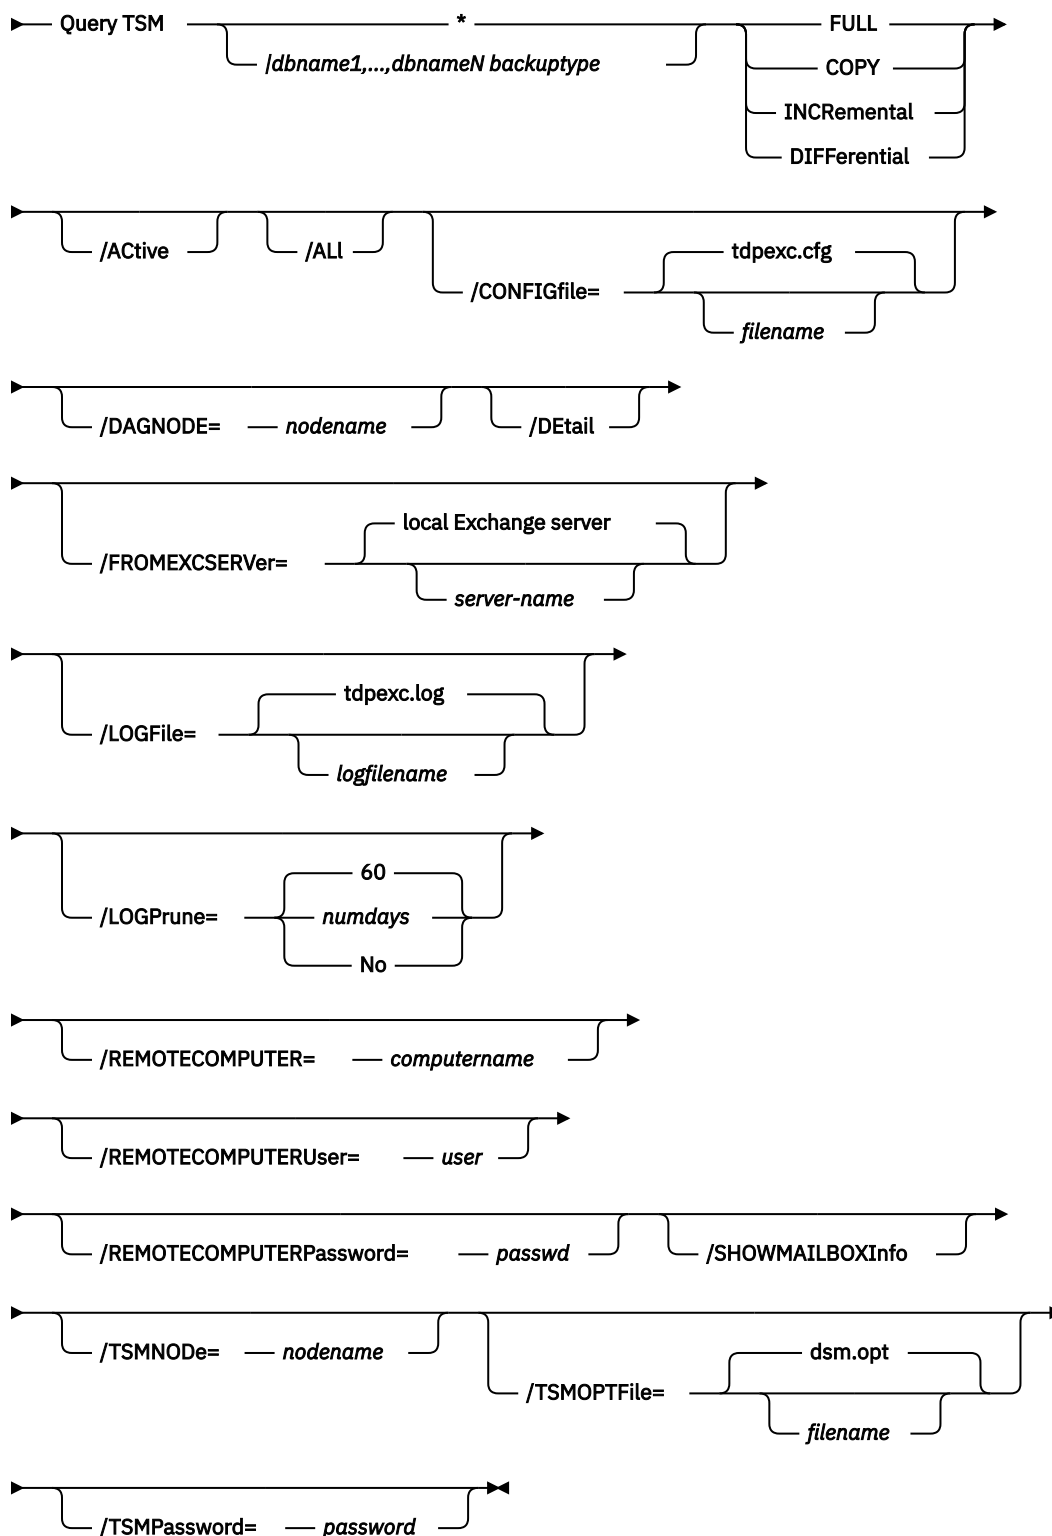 Query TSM * FULL
|dbname1,...,dbnameN backuptype COPY
INCRemental
DIFFerential
/ACtive /ALl tdpexc.cfg
/CONFIGfile=
filename
/DAGNODE= nodename /DEtail
local Exchange server
/FROMEXCSERVer=
server-name
tdpexc.log
/LOGFile=
logfilename
60
/LOGPrune= numdays
No
/REMOTECOMPUTER= computername
/REMOTECOMPUTERUser= user
/REMOTECOMPUTERPassword= passwd /SHOWMAILBOXInfo
/TSMNODe= nodename dsm.opt
/TSMOPTFile=
filename
/TSMPassword= password